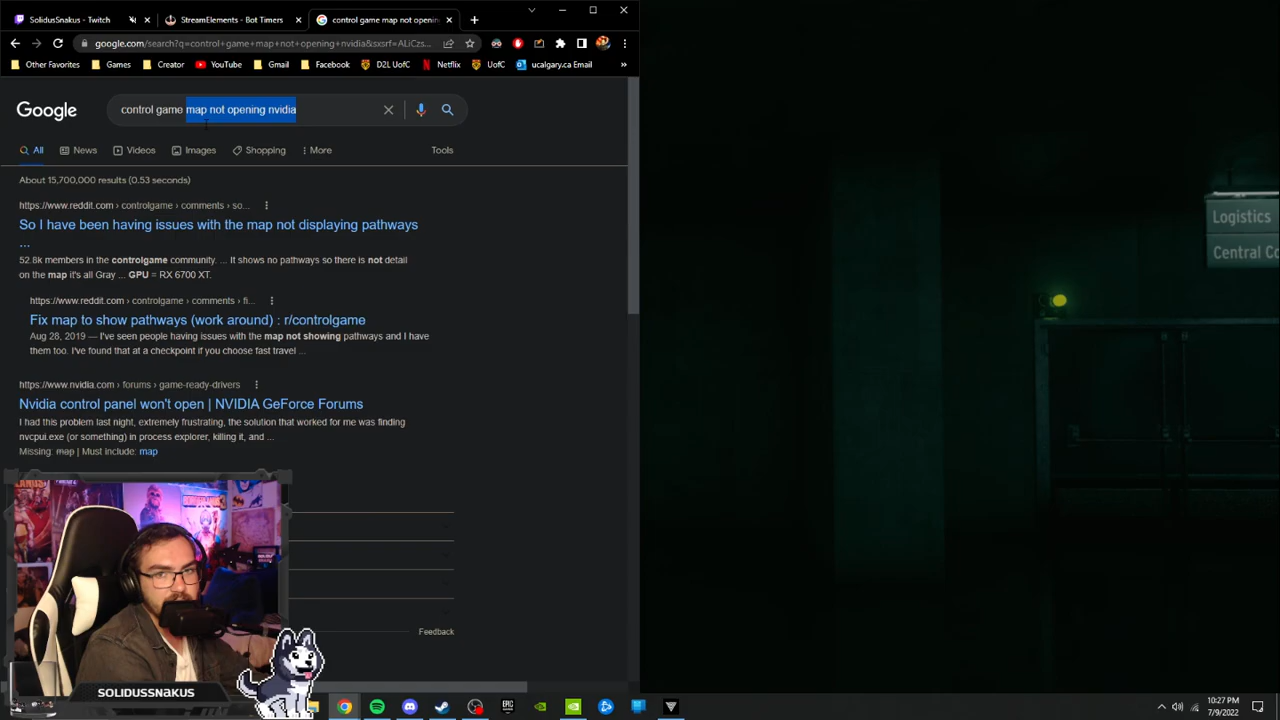 SolidusSnakus - Twitch
StreamElements - Bot Timers
control game map not openin
google.com/search?q=control+game+map+not+opening+nvidia&sxsrf=ALiCzs...
Other Favorites
Games
Creator
YouTube
Gmail
Facebook
D2L UofC
Netflix
UofC
ucalgary.ca Email
»
Google
control game map not opening nvidia
All
News
Videos
Images
Shopping
More
Tools
About 15,700,000 results (0.53 seconds)
https://www.reddit.com › controlgame › comments › so...
So I have been having issues with the map not displaying pathways
...
52.8k members in the controlgame community. ... It shows no pathways so there is not detail
on the map it's all Gray ... GPU = RX 6700 XT.
https://www.reddit.com › controlgame › comments › fi...
Fix map to show pathways (work around) : r/controlgame
Aug 28, 2019 — I've seen people having issues with the map not showing pathways and I have
them too. I've found that at a checkpoint if you choose fast travel ...
https://www.nvidia.com › forums › game-ready-drivers
Nvidia control panel won't open | NVIDIA GeForce Forums
I had this problem last night, extremely frustrating, the solution that worked for me was finding
nvcpui.exe (or something) in process explorer, killing it, and ...
Missing: map | Must include: map
Feedback
SOLIDUSSNAKUS
Logistics
Central Co
EPIC
10:27 PM
7/9/2022